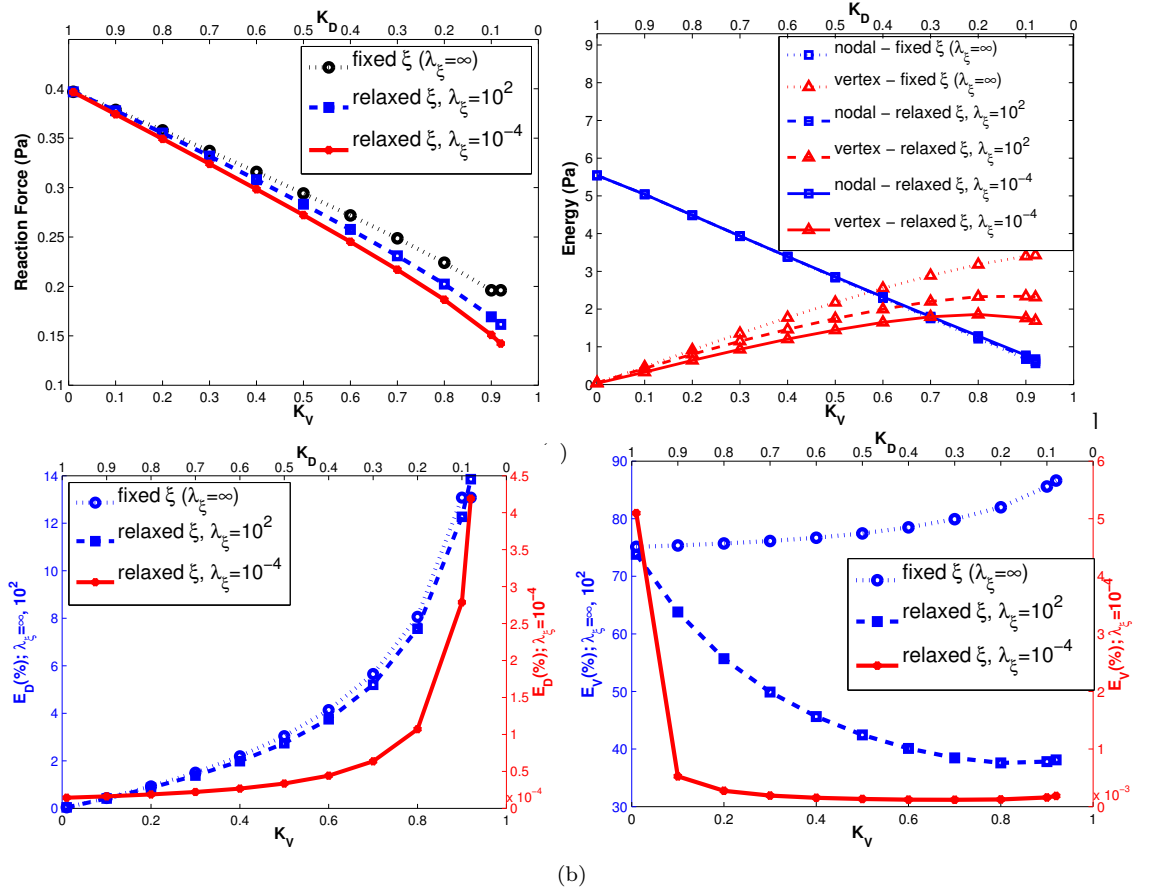 K_D
1 0.9 0.8 0.7 0.6 0.5 0.4 0.3 0.2 0.1 0
fixed ξ (λ_ξ=∞)
relaxed ξ, λ_ξ=10^2
relaxed ξ, λ_ξ=10^-4
Reaction Force (Pa)
0.4
0.35
0.3
0.25
0.2
0.15
0.1
0 0.1 0.2 0.3 0.4 0.5 0.6 0.7 0.8 0.9 1
K_V
K_D
1 0.9 0.8 0.7 0.6 0.5 0.4 0.3 0.2 0.1 0
nodal − fixed ξ (λ_ξ=∞)
vertex − fixed ξ (λ_ξ=∞)
nodal − relaxed ξ, λ_ξ=10^2
vertex − relaxed ξ, λ_ξ=10^2
nodal − relaxed ξ, λ_ξ=10^-4
vertex − relaxed ξ, λ_ξ=10^-4
Energy (Pa)
9
8
7
6
5
4
3
2
1
0
0 0.1 0.2 0.3 0.4 0.5 0.6 0.7 0.8 0.9 1
K_V
)
K_D
1 0.9 0.8 0.7 0.6 0.5 0.4 0.3 0.2 0.1 0
fixed ξ (λ_ξ=∞)
relaxed ξ, λ_ξ=10^2
relaxed ξ, λ_ξ=10^-4
E_D(%); λ_ξ=∞, 10^2
14
12
10
8
6
4
2
0
0 0.2 0.4 0.6 0.8 1
K_V
4.5
4
3.5
3
2.5
2
1.5
1
0.5
0
x 10^-4
E_D(%); λ_ξ=10^-4
K_D
1 0.9 0.8 0.7 0.6 0.5 0.4 0.3 0.2 0.1 0
fixed ξ (λ_ξ=∞)
relaxed ξ, λ_ξ=10^2
relaxed ξ, λ_ξ=10^-4
E_V(%); λ_ξ=∞, 10^2
90
80
70
60
50
40
30
0 0.1 0.2 0.3 0.4 0.5 0.6 0.7 0.8 0.9 1
K_V
6
5
4
3
2
1
0
x 10^-3
E_V(%); λ_ξ=10^-4
(b)